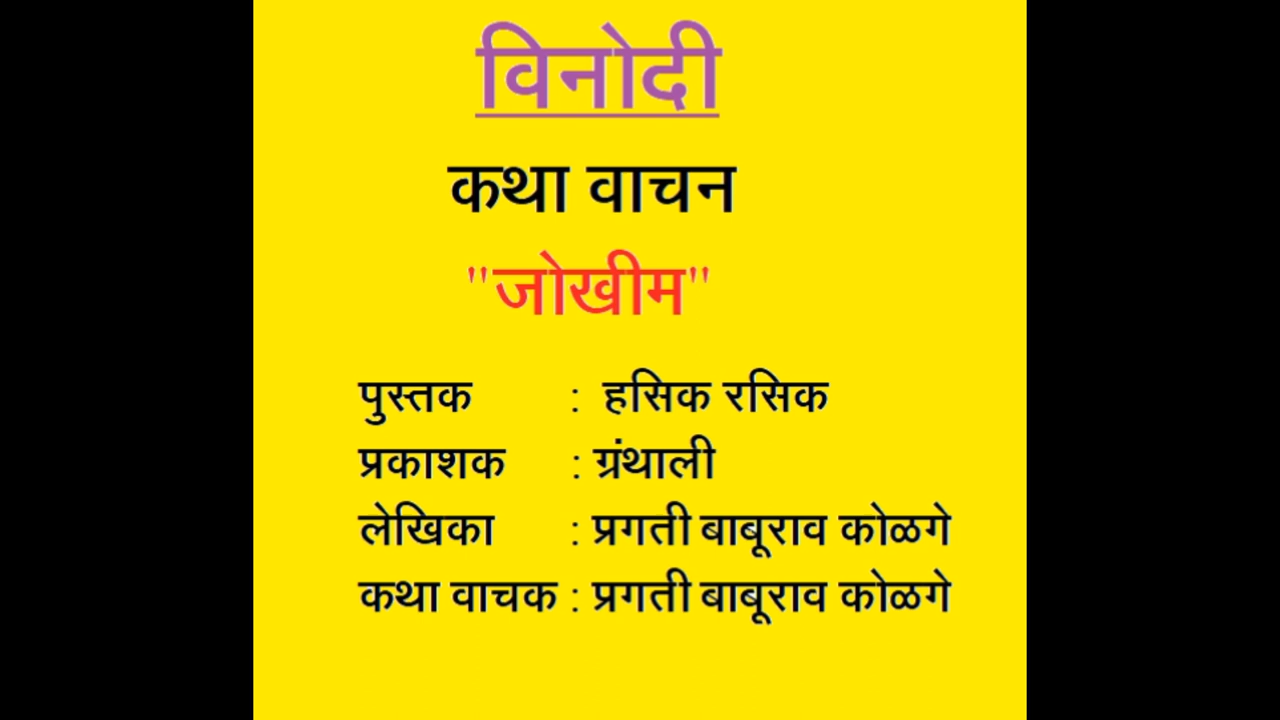 विनोदी
कथा वाचन
"जोखीम"
पुस्तक : हसिक रसिक
प्रकाशक : ग्रंथाली
लेखिका : प्रगती बाबूराव कोळगे
कथा वाचक : प्रगती बाबूराव कोळगे